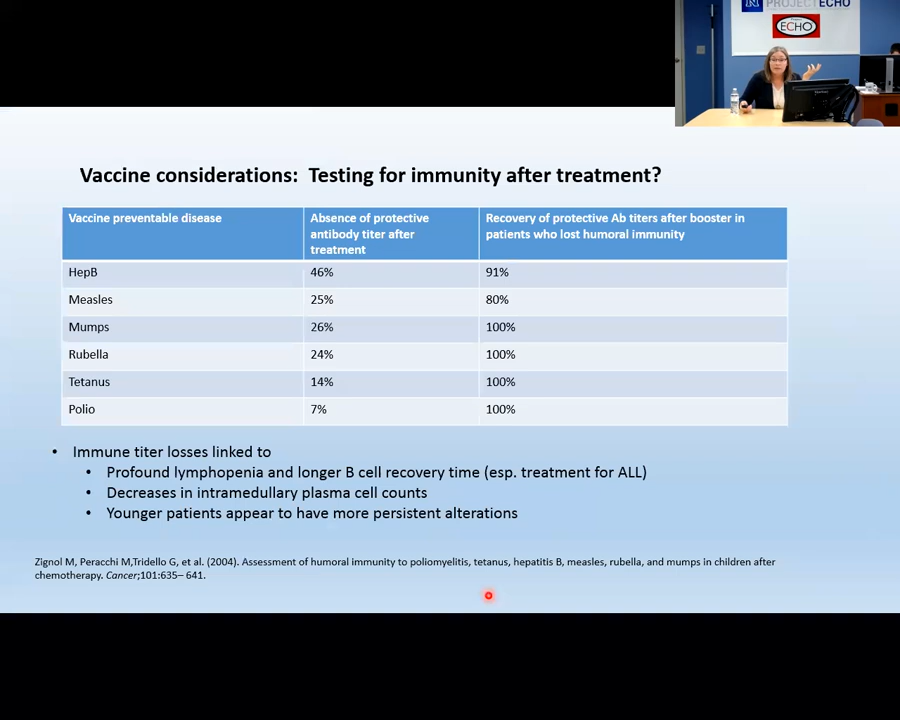 N PROJECT ECHO
ECHO
Vaccine considerations: Testing for immunity after treatment?
Vaccine preventable disease
Absence of protective
antibody titer after
treatment
Recovery of protective Ab titers after booster in
patients who lost humoral immunity
HepB
46%
91%
Measles
25%
80%
Mumps
26%
100%
Rubella
24%
100%
Tetanus
14%
100%
Polio
7%
100%
• Immune titer losses linked to
• Profound lymphopenia and longer B cell recovery time (esp. treatment for ALL)
• Decreases in intramedullary plasma cell counts
• Younger patients appear to have more persistent alterations
Zignol M, Peracchi M,Tridello G, et al. (2004). Assessment of humoral immunity to poliomyelitis, tetanus, hepatitis B, measles, rubella, and mumps in children after
chemotherapy. Cancer;101:635– 641.